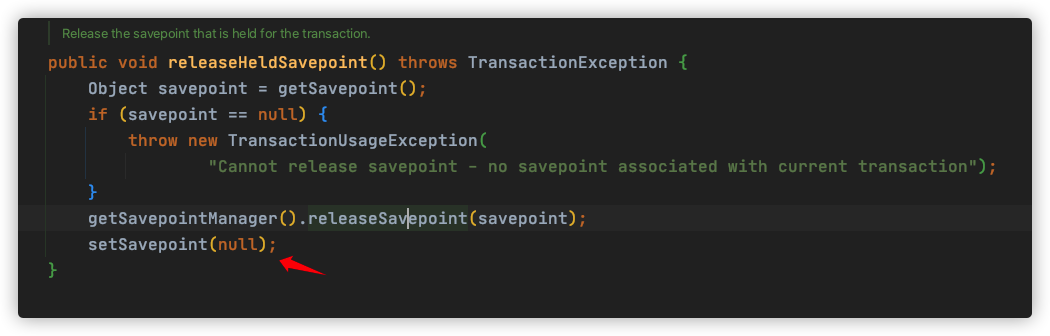 Release the savepoint that is held for the transaction.
public void releaseHeldSavepoint() throws TransactionException {
Object savepoint = getSavepoint();
if (savepoint == null) {
throw new TransactionUsageException(
"Cannot release savepoint - no savepoint associated with current transaction");
}
getSavepointManager().releaseSavepoint(savepoint);
setSavepoint(null);
}